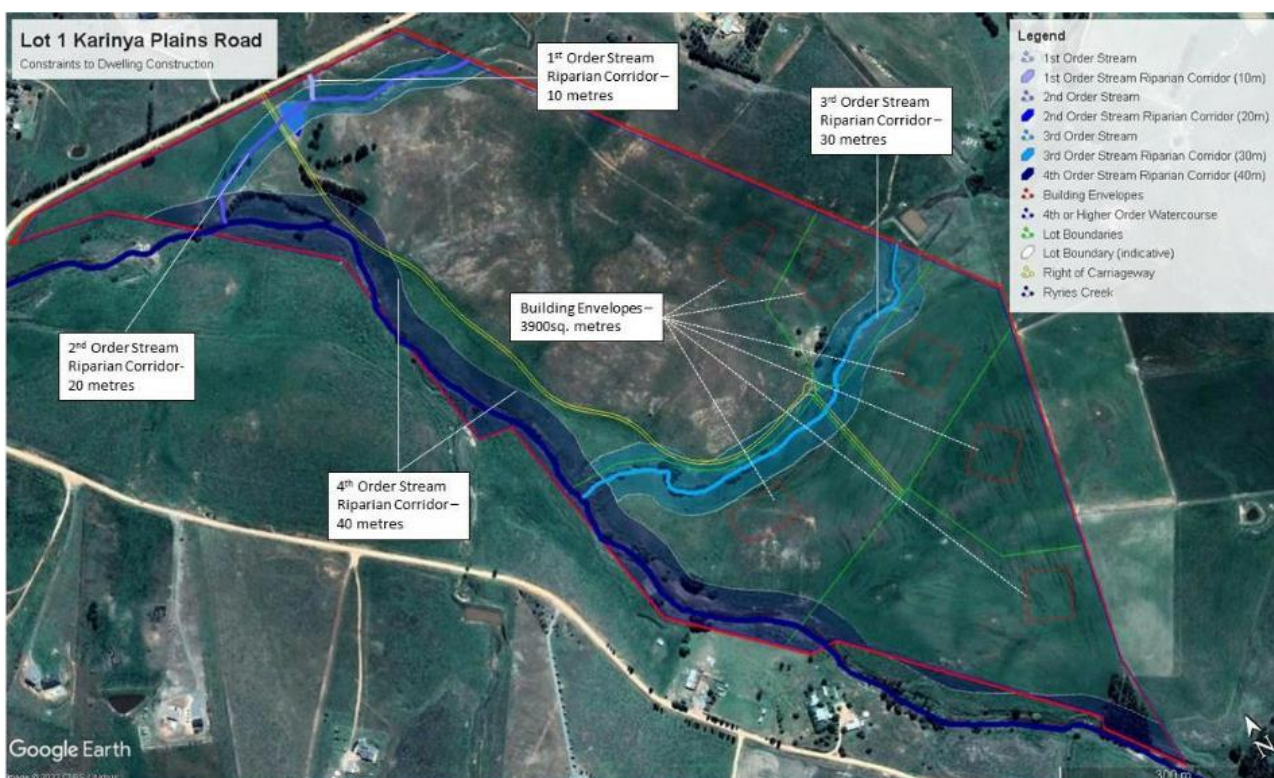 Lot 1 Karinya Plains Road
Constraints to Dwelling Construction
1st Order Stream
Riparian Corridor–
10 metres
3rd Order Stream
Riparian Corridor–
30 metres
Legend
1st Order Stream
1st Order Stream Riparian Corridor (10m)
2nd Order Stream
2nd Order Stream Riparian Corridor (20m)
3rd Order Stream
3rd Order Stream Riparian Corridor (30m)
4th Order Stream Riparian Corridor (40m)
Building Envelopes
4th or Higher Order Watercourse
Lot Boundaries
Lot Boundary (indicative)
Right of Carriageway
Ryries Creek
Building Envelopes–
3900sq. metres
2nd Order Stream
Riparian Corridor-
20 metres
4th Order Stream
Riparian Corridor–
40 metres
Google Earth
N